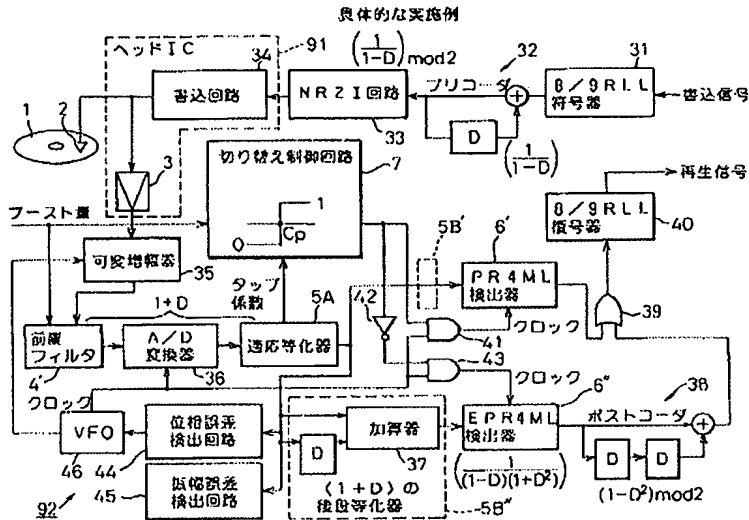 具体的な実施例
ヘッドIC
91
34
書込回路
(1/(1-D))mod2
NRZI回路
33
プリコーダ
32
D
(1/(1-D))
31
8/9RLL
符号器
書込信号
1
2
3
切り替え制御回路
7
1
0
Cp
再生信号
8/9RLL
復号器
40
ブースト量
可変増幅器
35
タップ
係数
5B'
6'
PR4ML
検出器
39
1+D
前置
フィルタ
4'
A/D
変換器
36
5A
適応等化器
42
41
クロック
43
クロック
クロック
VFO
46
位相誤差
検出回路
44
振幅誤差
検出回路
45
92
D
加算器
37
(1+D)の
後段等化器
5B"
6"
EPR4ML
検出器
(1/((1-D)(1+D²))
ポストコーダ
38
D
D
(1-D²)mod2